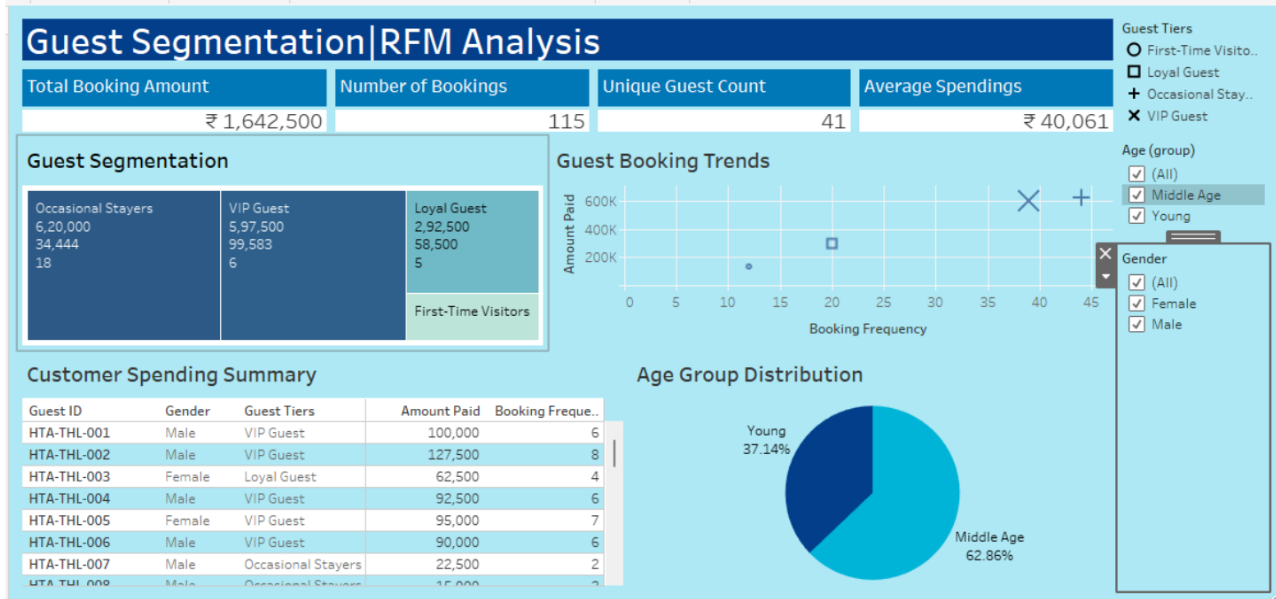 Guest Segmentation|RFM Analysis
Total Booking Amount
₹ 1,642,500
Number of Bookings
115
Unique Guest Count
41
Average Spendings
₹ 40,061
Guest Tiers
First-Time Visito..
Loyal Guest
Occasional Stay..
VIP Guest
Age (group)
(All)
Middle Age
Young
Gender
(All)
Female
Male
Guest Segmentation
Occasional Stayers
6,20,000
34,444
18
VIP Guest
5,97,500
99,583
6
Loyal Guest
2,92,500
58,500
5
First-Time Visitors
Guest Booking Trends
Amount Paid
600K
400K
200K
0 5 10 15 20 25 30 35 40 45
Booking Frequency
Customer Spending Summary
Guest ID Gender Guest Tiers Amount Paid Booking Freque..
HTA-THL-001 Male VIP Guest 100,000 6
HTA-THL-002 Male VIP Guest 127,500 8
HTA-THL-003 Female Loyal Guest 62,500 4
HTA-THL-004 Male VIP Guest 92,500 6
HTA-THL-005 Female VIP Guest 95,000 7
HTA-THL-006 Male VIP Guest 90,000 6
HTA-THL-007 Male Occasional Stayers 22,500 2
HTA-THL-008 Male Occasional Stayers 15,000
Age Group Distribution
Young
37.14%
Middle Age
62.86%